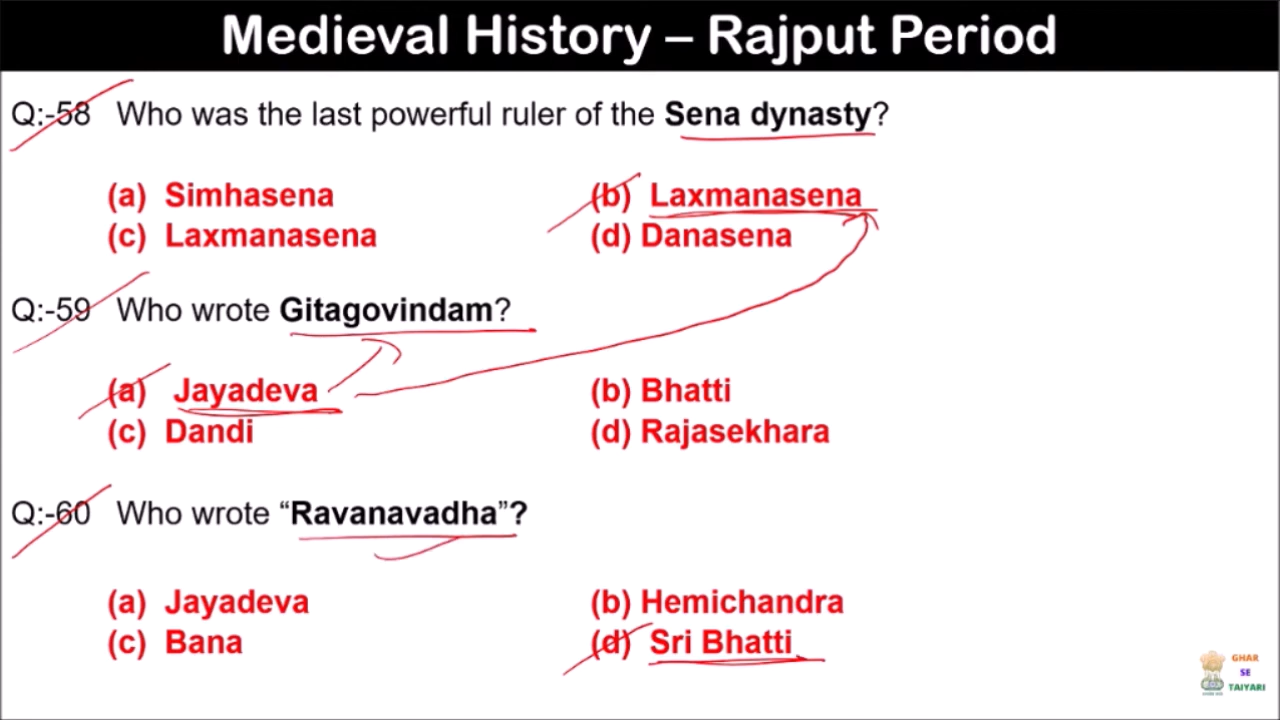 Medieval History – Rajput Period
Q:-58 Who was the last powerful ruler of the Sena dynasty?
(a) Simhasena (b) Laxmanasena
(c) Laxmanasena (d) Danasena
Q:-59 Who wrote Gitagovindam?
(a) Jayadeva (b) Bhatti
(c) Dandi (d) Rajasekhara
Q:-60 Who wrote “Ravanavadha”?
(a) Jayadeva (b) Hemichandra
(c) Bana (d) Sri Bhatti
GHAR
SE
TAIYARI